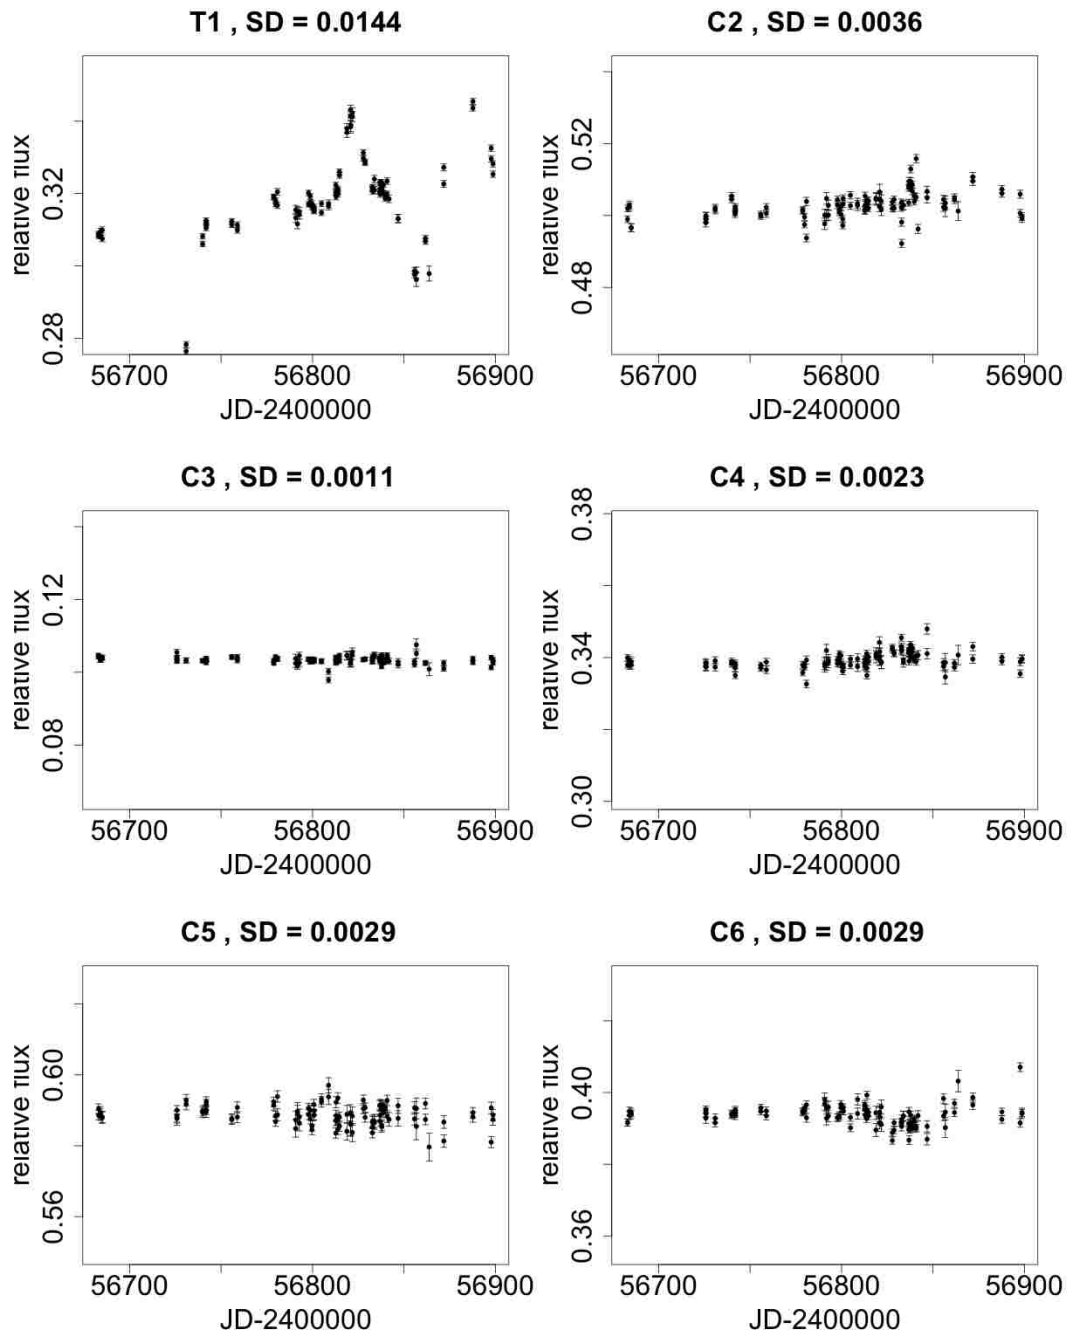 T1 , SD = 0.0144
C2 , SD = 0.0036
relative flux
0.28 0.32
56700 56800 56900
JD-2400000
relative flux
0.48 0.52
56700 56800 56900
JD-2400000
C3 , SD = 0.0011
C4 , SD = 0.0023
relative flux
0.08 0.12
56700 56800 56900
JD-2400000
relative flux
0.30 0.34 0.38
56700 56800 56900
JD-2400000
C5 , SD = 0.0029
C6 , SD = 0.0029
relative flux
0.56 0.60
56700 56800 56900
JD-2400000
relative flux
0.36 0.40
56700 56800 56900
JD-2400000